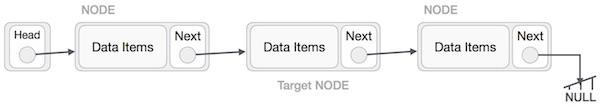 NODE
NODE
Head
Data Items
Next
Data Items
Next
Data Items
Next
Target NODE
NULL